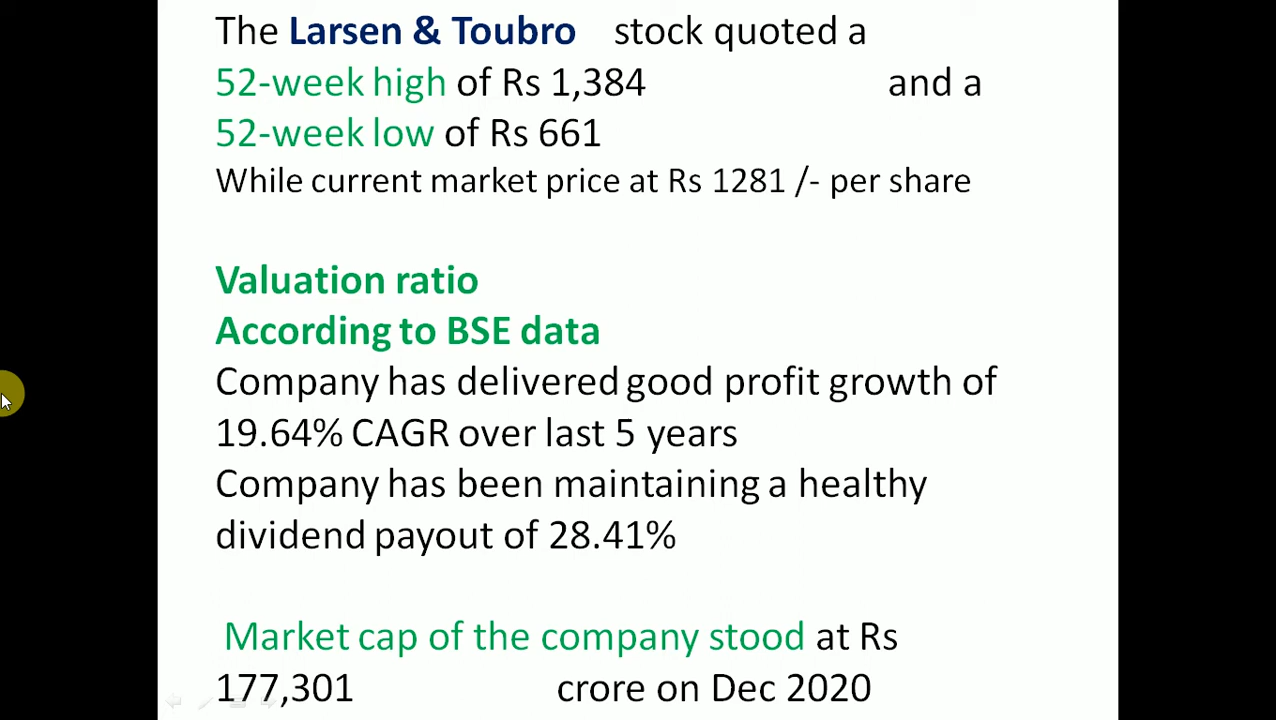 The Larsen & Toubro stock quoted a
52-week high of Rs 1,384 and a
52-week low of Rs 661
While current market price at Rs 1281 /- per share
Valuation ratio
According to BSE data
Company has delivered good profit growth of
19.64% CAGR over last 5 years
Company has been maintaining a healthy
dividend payout of 28.41%
Market cap of the company stood at Rs
177,301 crore on Dec 2020